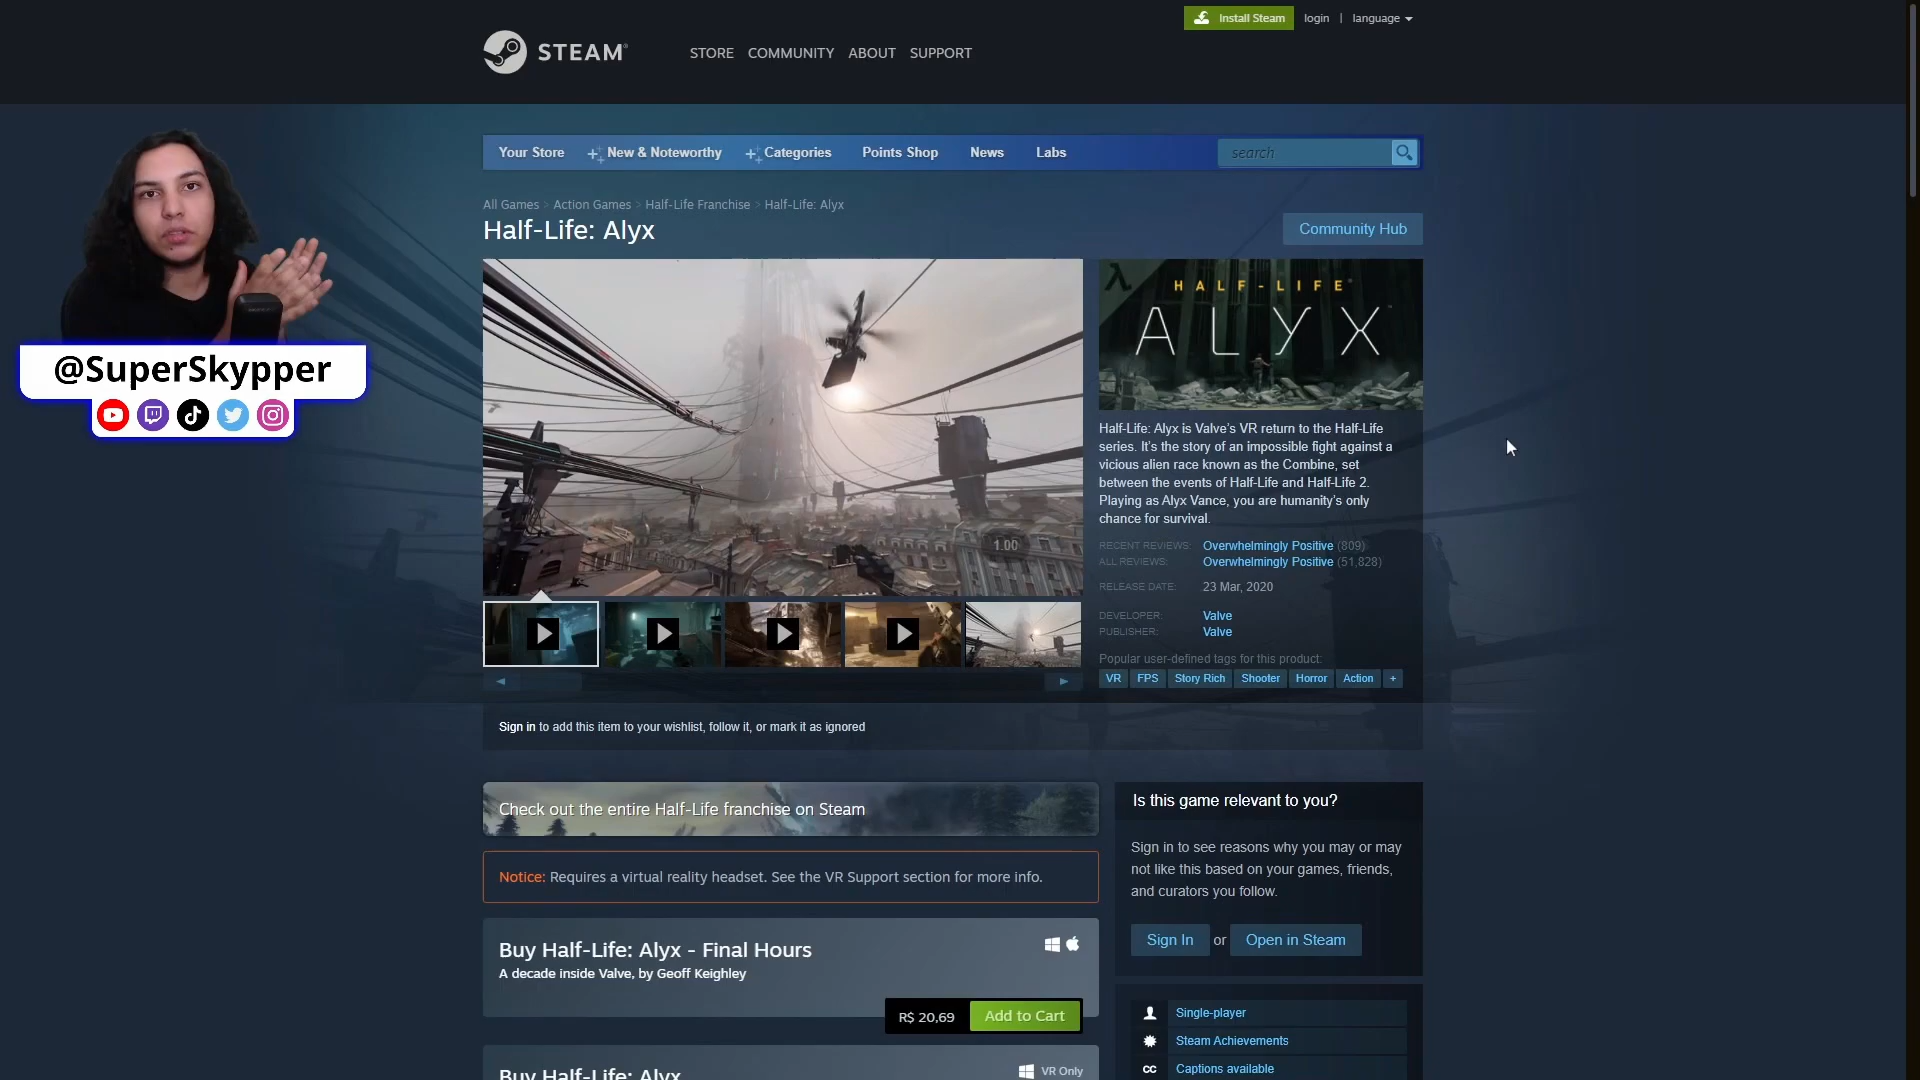 Install Steam login | language
STEAM STORE COMMUNITY ABOUT SUPPORT
Your Store New & Noteworthy Categories Points Shop News Labs search
All Games > Action Games > Half-Life Franchise > Half-Life: Alyx
Half-Life: Alyx
Community Hub
HALF-LIFE
ALYX
@SuperSkypper
Half-Life: Alyx is Valve's VR return to the Half-Life
series. It's the story of an impossible fight against a
vicious alien race known as the Combine, set
between the events of Half-Life and Half-Life 2.
Playing as Alyx Vance, you are humanity's only
chance for survival.
1.00
RECENT REVIEWS: Overwhelmingly Positive (809)
ALL REVIEWS: Overwhelmingly Positive (51,828)
RELEASE DATE: 23 Mar, 2020
DEVELOPER: Valve
PUBLISHER: Valve
Popular user-defined tags for this product:
VR FPS Story Rich Shooter Horror Action +
Sign in to add this item to your wishlist, follow it, or mark it as ignored
Check out the entire Half-Life franchise on Steam
Notice: Requires a virtual reality headset. See the VR Support section for more info.
Buy Half-Life: Alyx - Final Hours
A decade inside Valve, by Geoff Keighley
R$ 20,69 Add to Cart
Buy Half-Life: Alyx
VR Only
Is this game relevant to you?
Sign in to see reasons why you may or may
not like this based on your games, friends,
and curators you follow.
Sign In or Open in Steam
Single-player
Steam Achievements
CC Captions available